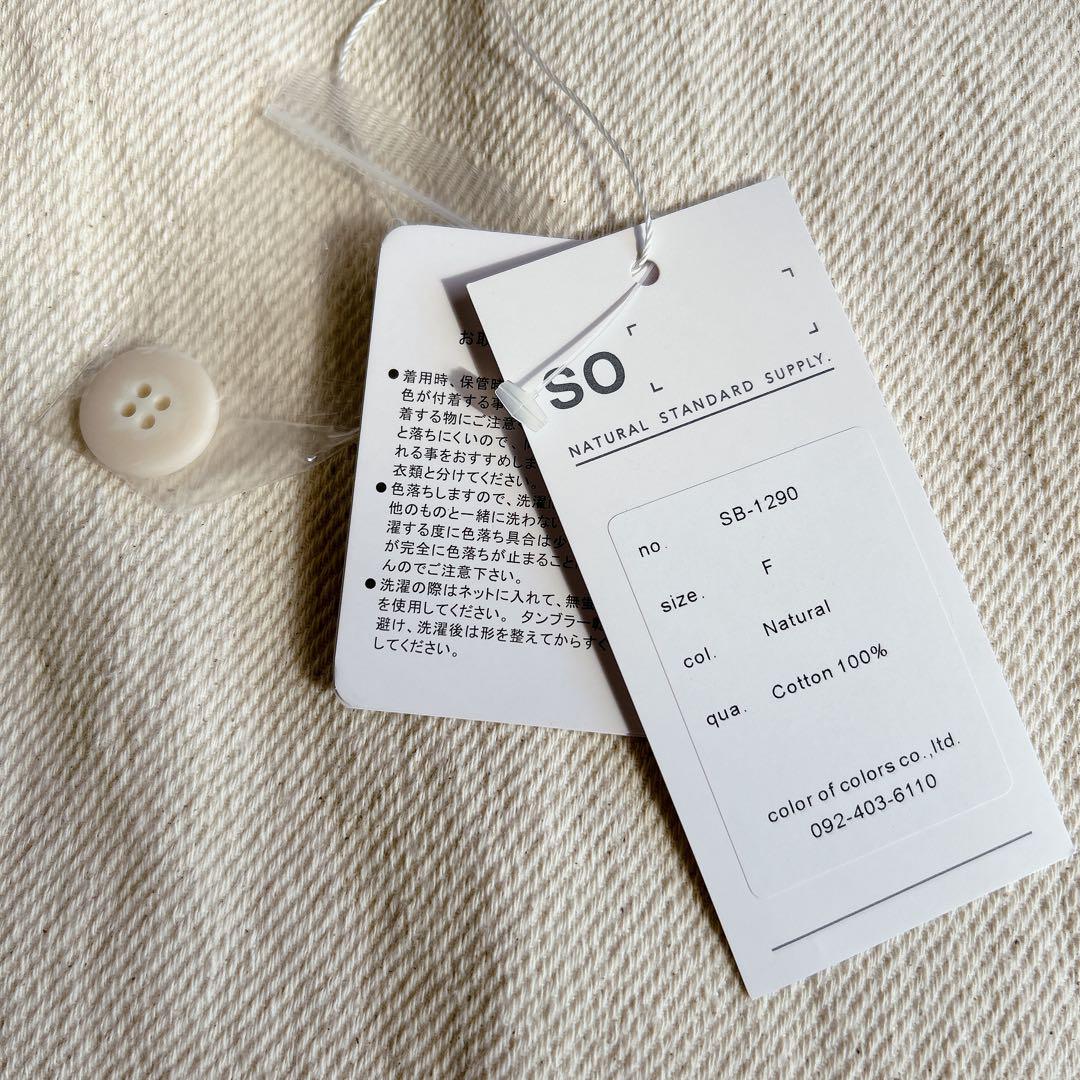 SO
NATURAL STANDARD SUPPLY.
no. SB-1290
size. F
col. Natural
qua. Cotton 100%
color of colors co.,ltd.
092-403-6110
お取
●着用時、保管時
色が付着する事
着する物にご注意
と落ちにくいので、
れる事をおすすめしま
衣類と分けてください。
●色落ちしますので、洗濯
他のものと一緒に洗わない
濯する度に色落ち具合は少
が完全に色落ちが止まること
んのでご注意下さい。
●洗濯の際はネットに入れて、無蛍
を使用してください。 タンブラー
避け、洗濯後は形を整えてからすぐ
してください。